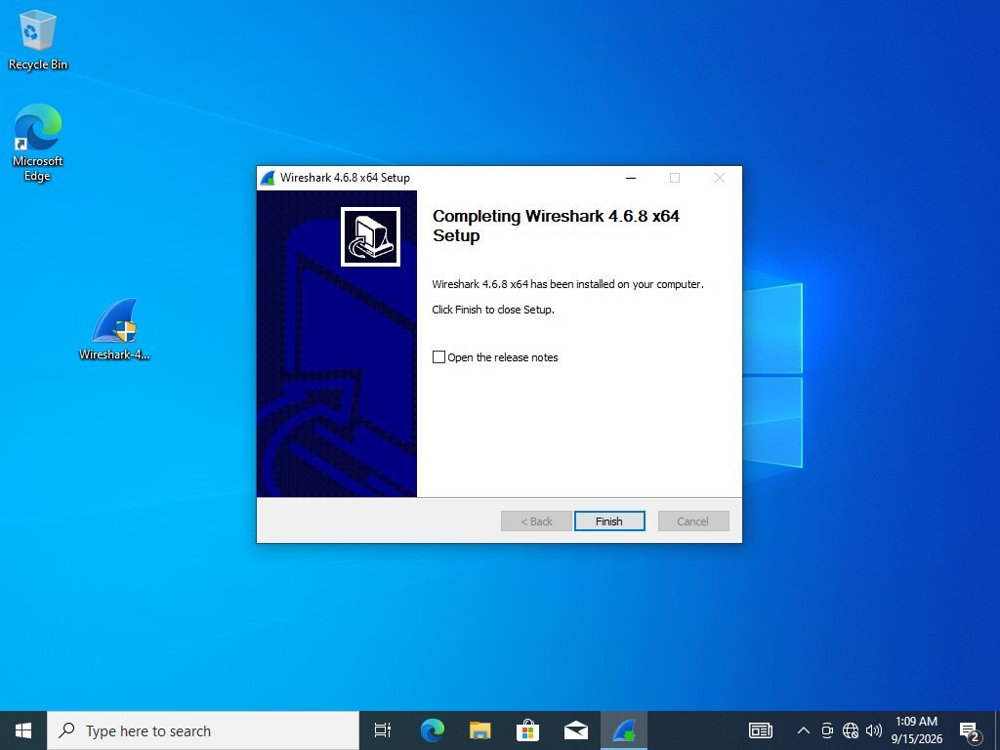 Recycle Bin
Microsoft
Edge
Wireshark-4...
Wireshark 4.6.8 x64 Setup
Completing Wireshark 4.6.8 x64
Setup
Wireshark 4.6.8 x64 has been installed on your computer.
Click Finish to close Setup.
Open the release notes
< Back
Finish
Cancel
Type here to search
1:09 AM
9/15/2026
2